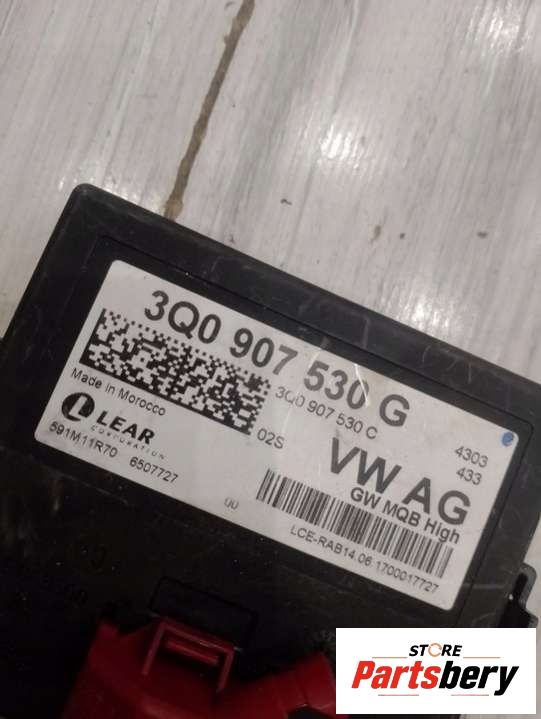 3Q0 907 530 G
3Q0 907 530 C
Made in Morocco
LEAR
CORPORATION
02S
4303
433
VW AG
GW MQB High
591M11R70 6507727
00
LCE-RAB14.06.1700017727
STORE
Partsbery